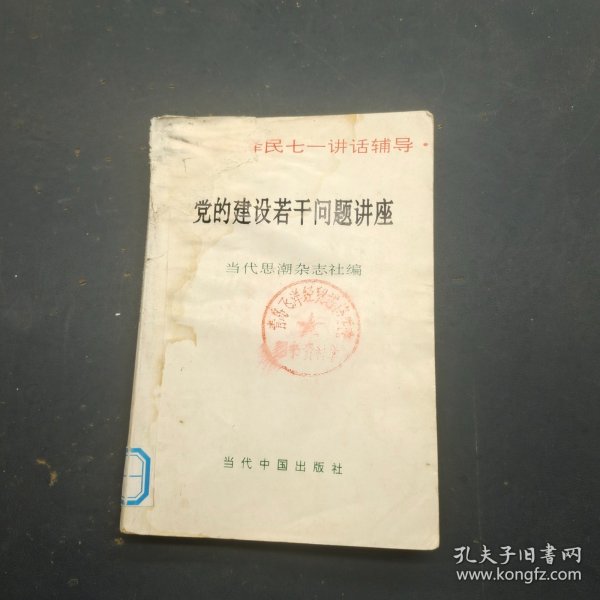 民七一讲话辅导·
党的建设若干问题讲座
当代思潮杂志社编
当代中国出版社
孔夫子旧书网
www.kongfz.com